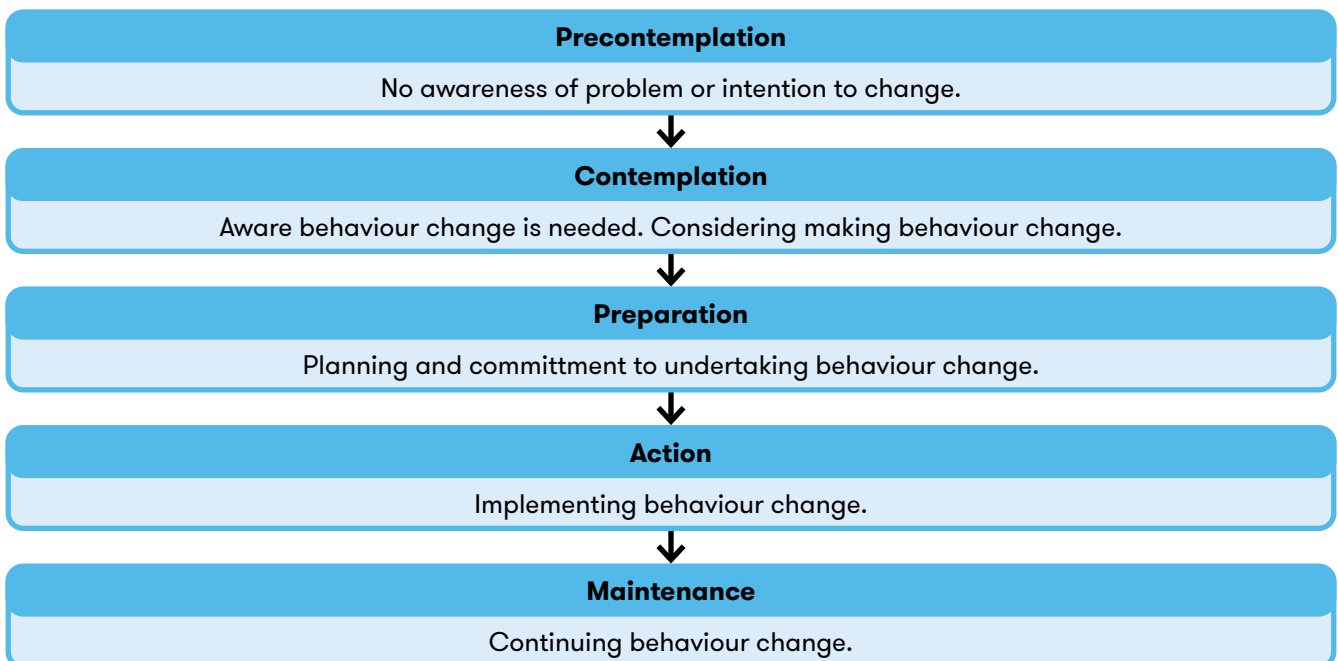 Precontemplation
No awareness of problem or intention to change.
Contemplation
Aware behaviour change is needed. Considering making behaviour change.
Preparation
Planning and committment to undertaking behaviour change.
Action
Implementing behaviour change.
Maintenance
Continuing behaviour change.